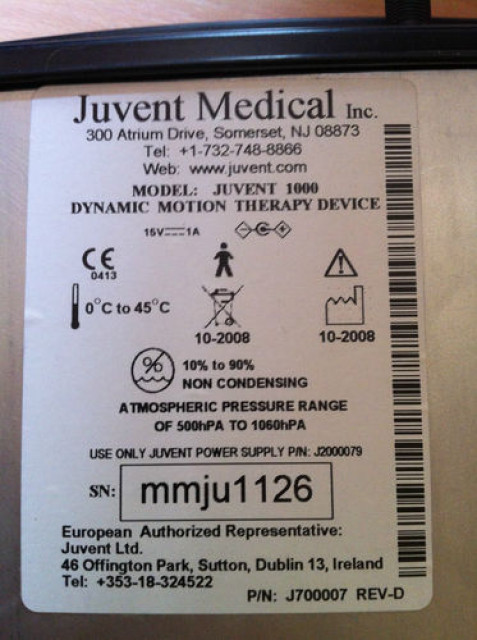 Juvent Medical Inc.
300 Atrium Drive, Somerset, NJ 08873
Tel: +1-732-748-8866
Web: www.juvent.com
MODEL: JUVENT 1000
DYNAMIC MOTION THERAPY DEVICE
15V 1A
CE
0413
0°C to 45°C
10-2008
10-2008
%
10% to 90%
NON CONDENSING
ATMOSPHERIC PRESSURE RANGE
OF 500hPA TO 1060hPA
USE ONLY JUVENT POWER SUPPLY P/N: J2000079
SN: mmju1126
European Authorized Representative:
Juvent Ltd.
46 Offington Park, Sutton, Dublin 13, Ireland
Tel: +353-18-324522
P/N: J700007 REV-D